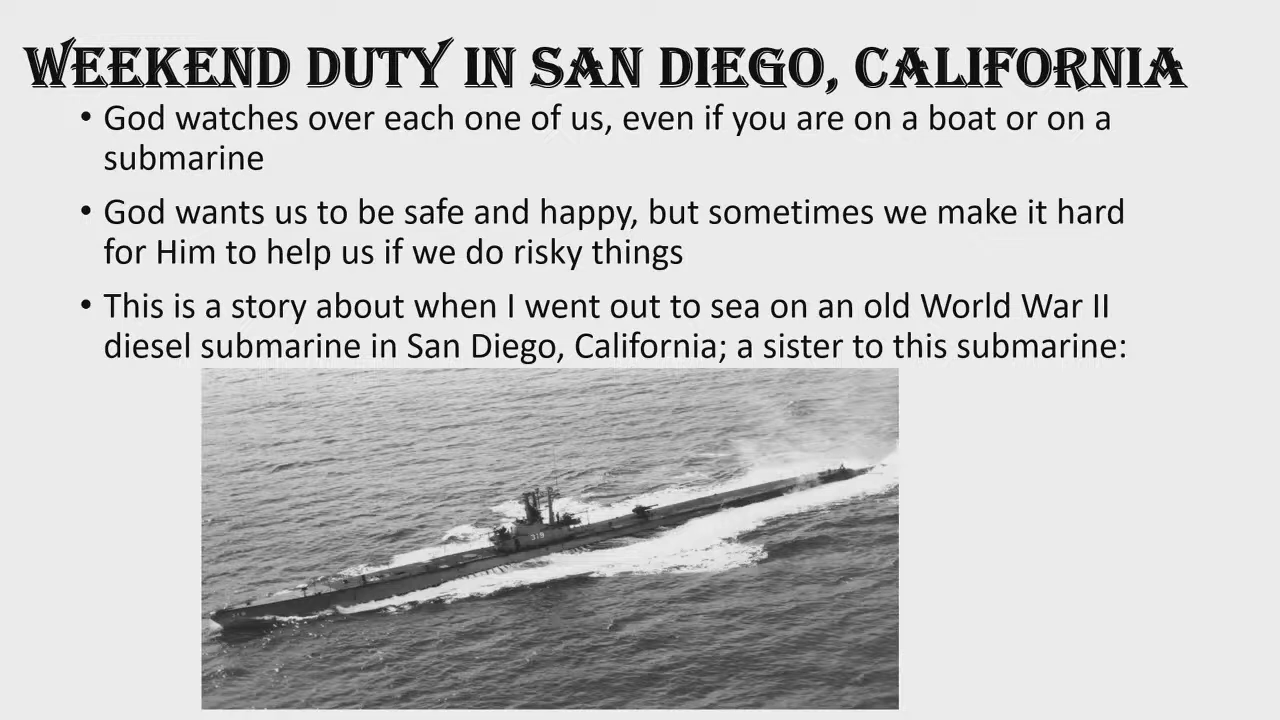 WEEKEND DUTY IN SAN DIEGO, CALIFORNIA
• God watches over each one of us, even if you are on a boat or on a
submarine
• God wants us to be safe and happy, but sometimes we make it hard
for Him to help us if we do risky things
• This is a story about when I went out to sea on an old World War II
diesel submarine in San Diego, California; a sister to this submarine:
319
319